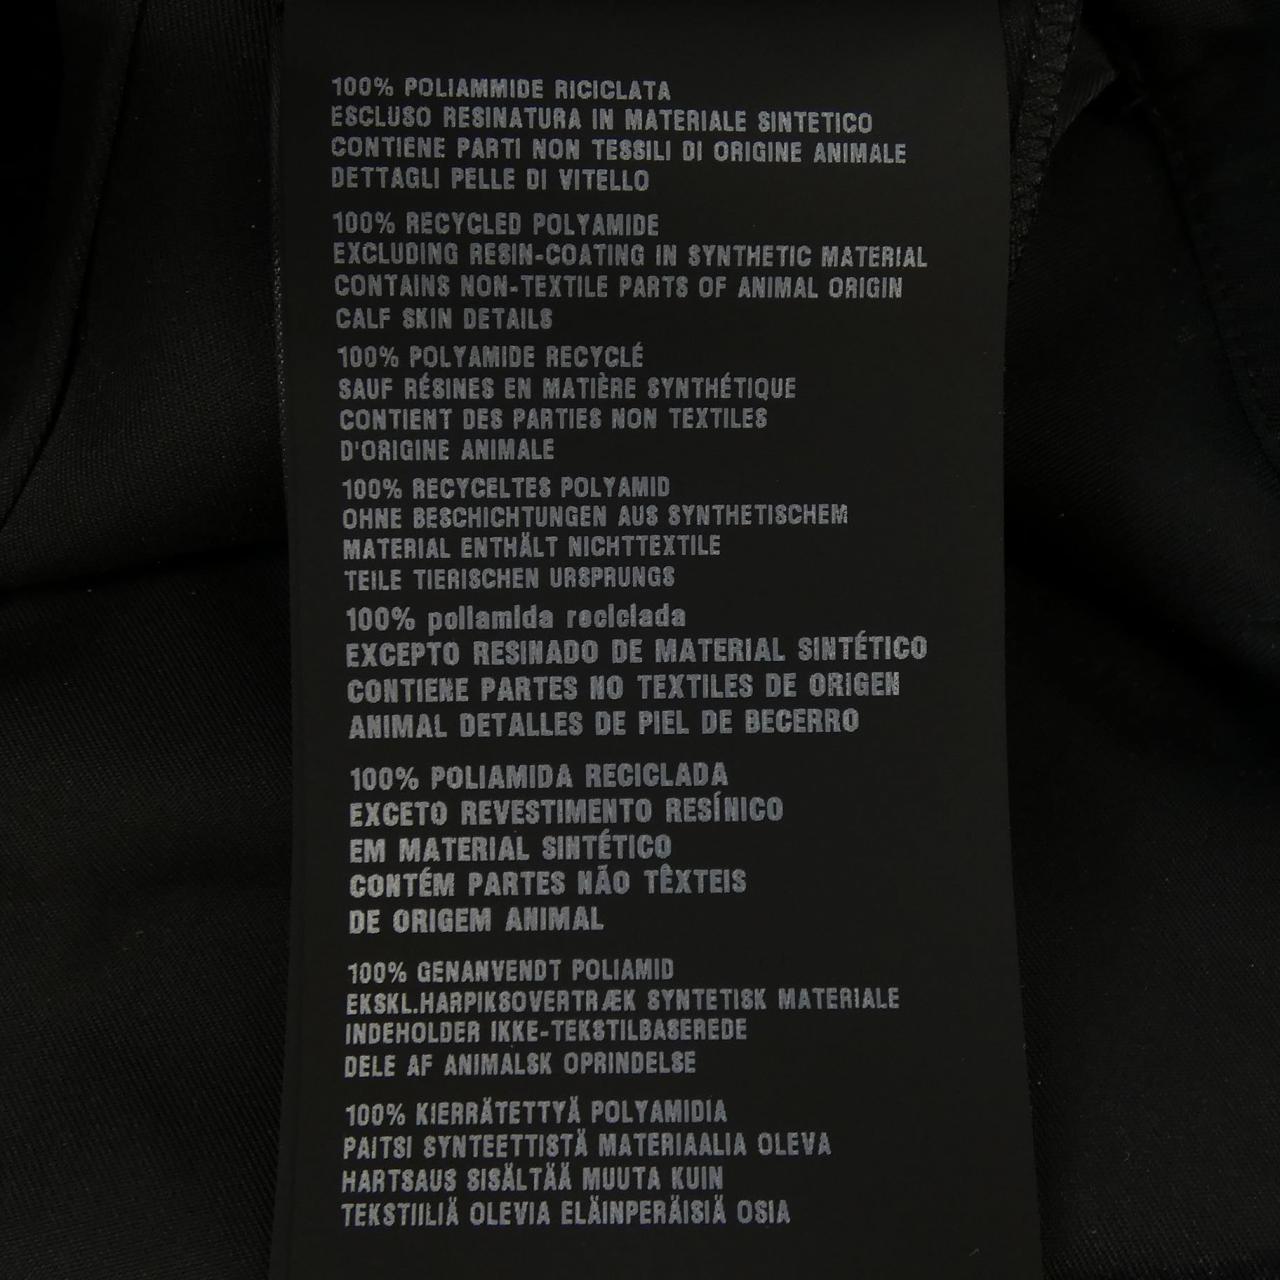 100% POLIAMMIDE RICICLATA
ESCLUSO RESINATURA IN MATERIALE SINTETICO
CONTIENE PARTI NON TESSILI DI ORIGINE ANIMALE
DETTAGLI PELLE DI VITELLO
100% RECYCLED POLYAMIDE
EXCLUDING RESIN-COATING IN SYNTHETIC MATERIAL
CONTAINS NON-TEXTILE PARTS OF ANIMAL ORIGIN
CALF SKIN DETAILS
100% POLYAMIDE RECYCLÉ
SAUF RÉSINES EN MATIÈRE SYNTHÉTIQUE
CONTIENT DES PARTIES NON TEXTILES
D'ORIGINE ANIMALE
100% RECYCELTES POLYAMID
OHNE BESCHICHTUNGEN AUS SYNTHETISCHEM
MATERIAL ENTHÄLT NICHTTEXTILE
TEILE TIERISCHEN URSPRUNGS
100% poliamida reciclada
EXCEPTO RESINADO DE MATERIAL SINTÉTICO
CONTIENE PARTES NO TEXTILES DE ORIGEN
ANIMAL DETALLES DE PIEL DE BECERRO
100% POLIAMIDA RECICLADA
EXCETO REVESTIMENTO RESÍNICO
EM MATERIAL SINTÉTICO
CONTÉM PARTES NÃO TÊXTEIS
DE ORIGEM ANIMAL
100% GENANVENDT POLIAMID
EKSKL.HARPIKSOVERTRÆK SYNTETISK MATERIALE
INDEHOLDER IKKE-TEKSTILBASEREDE
DELE AF ANIMALSK OPRINDELSE
100% KIERRÄTETTYÄ POLYAMIDIA
PAITSI SYNTEETTISTÄ MATERIAALIA OLEVA
HARTSAUS SISÄLTÄÄ MUUTA KUIN
TEKSTIILIÄ OLEVIA ELÄINPERÄISIÄ OSIA